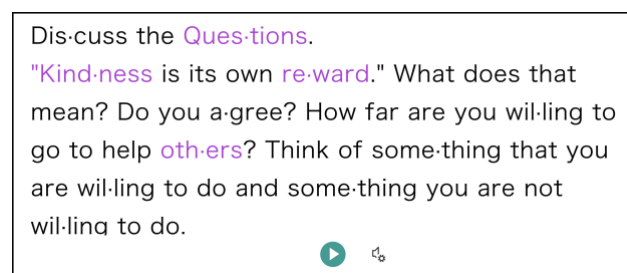 Dis·cuss the Ques·tions.
"Kind·ness is its own re·ward." What does that
mean? Do you a·gree? How far are you wil·ling to
go to help oth·ers? Think of some·thing that you
are wil·ling to do and some·thing you are not
wil·ling to do.